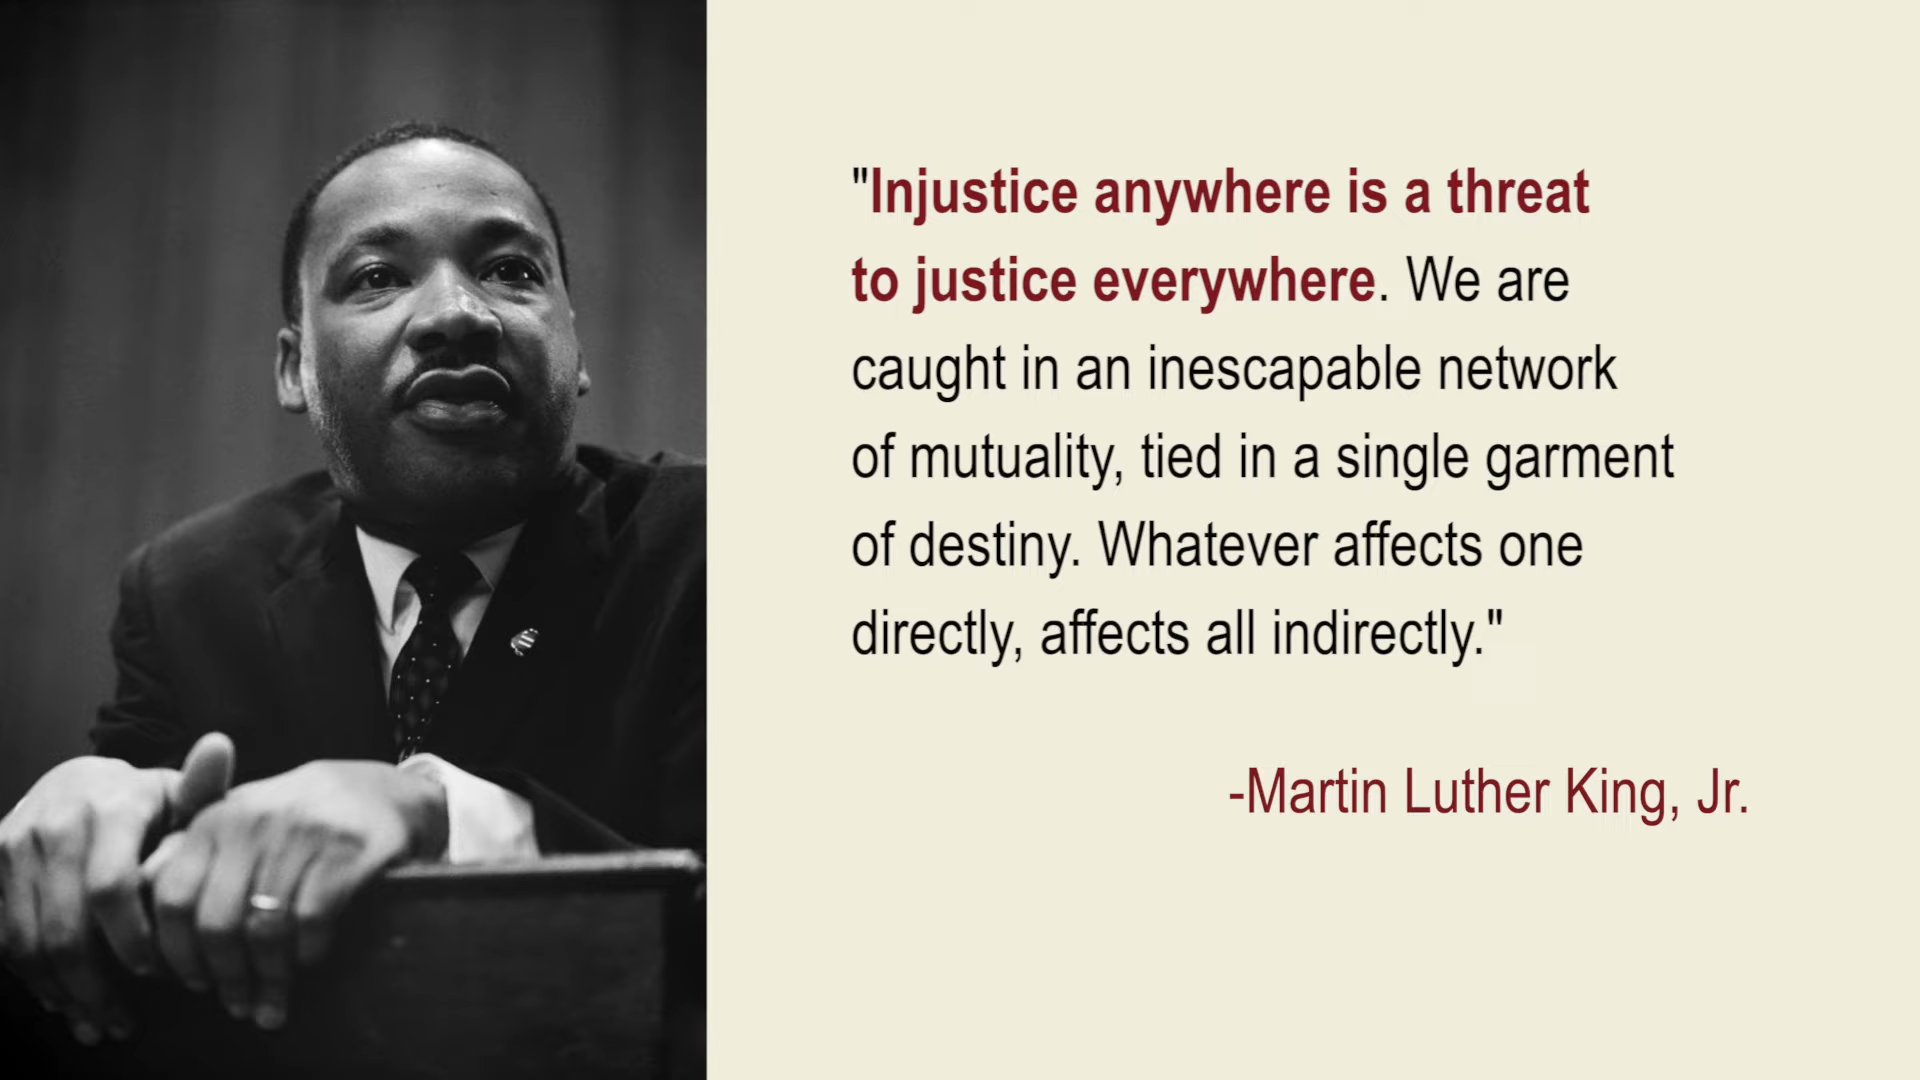 "Injustice anywhere is a threat
to justice everywhere. We are
caught in an inescapable network
of mutuality, tied in a single garment
of destiny. Whatever affects one
directly, affects all indirectly."
-Martin Luther King, Jr.